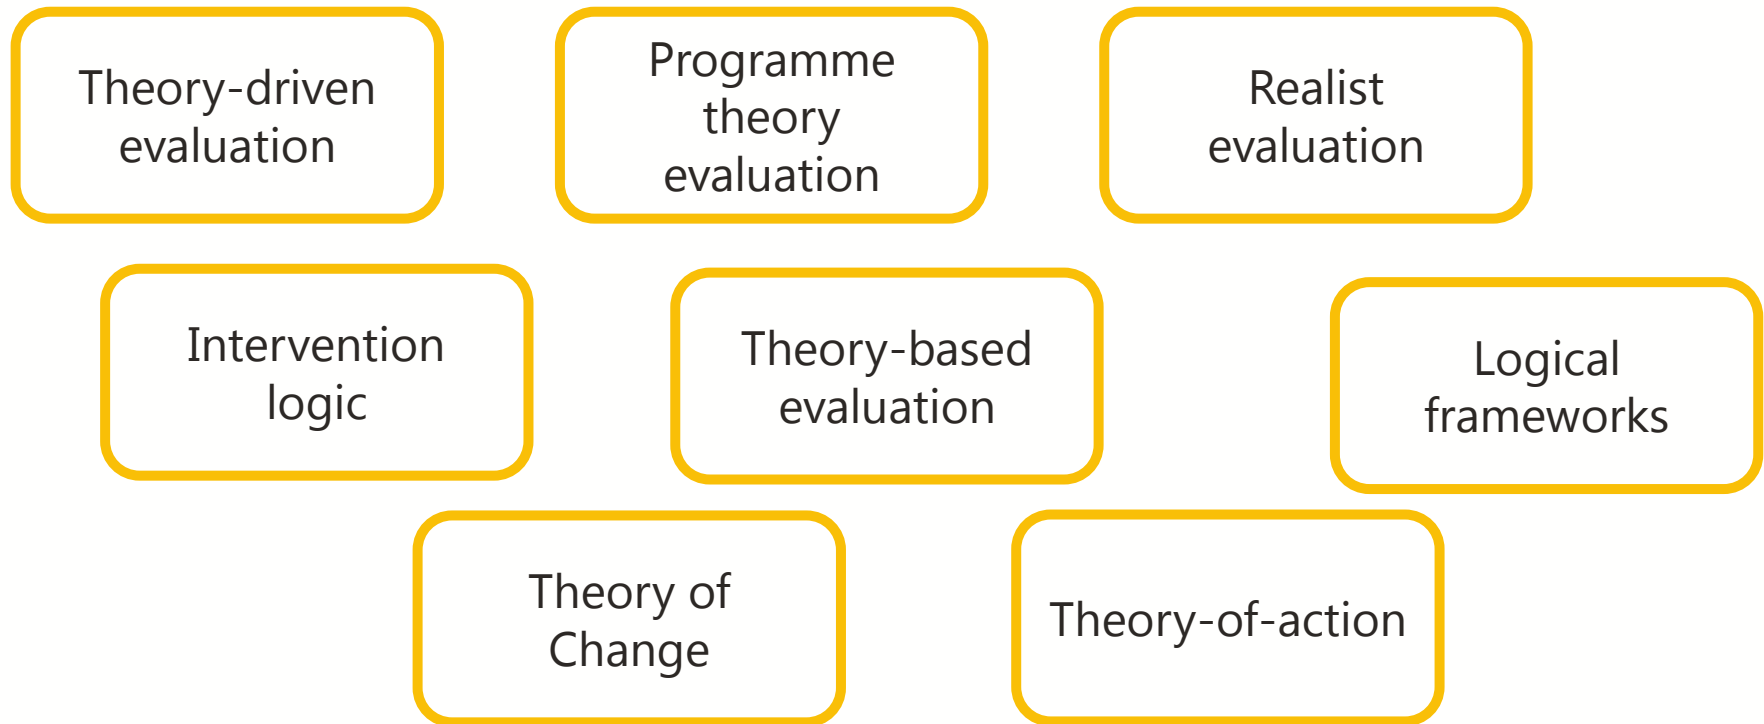 Theory-driven
evaluation
Programme
theory
evaluation
Realist
evaluation
Intervention
logic
Theory-based
evaluation
Logical
frameworks
Theory of
Change
Theory-of-action